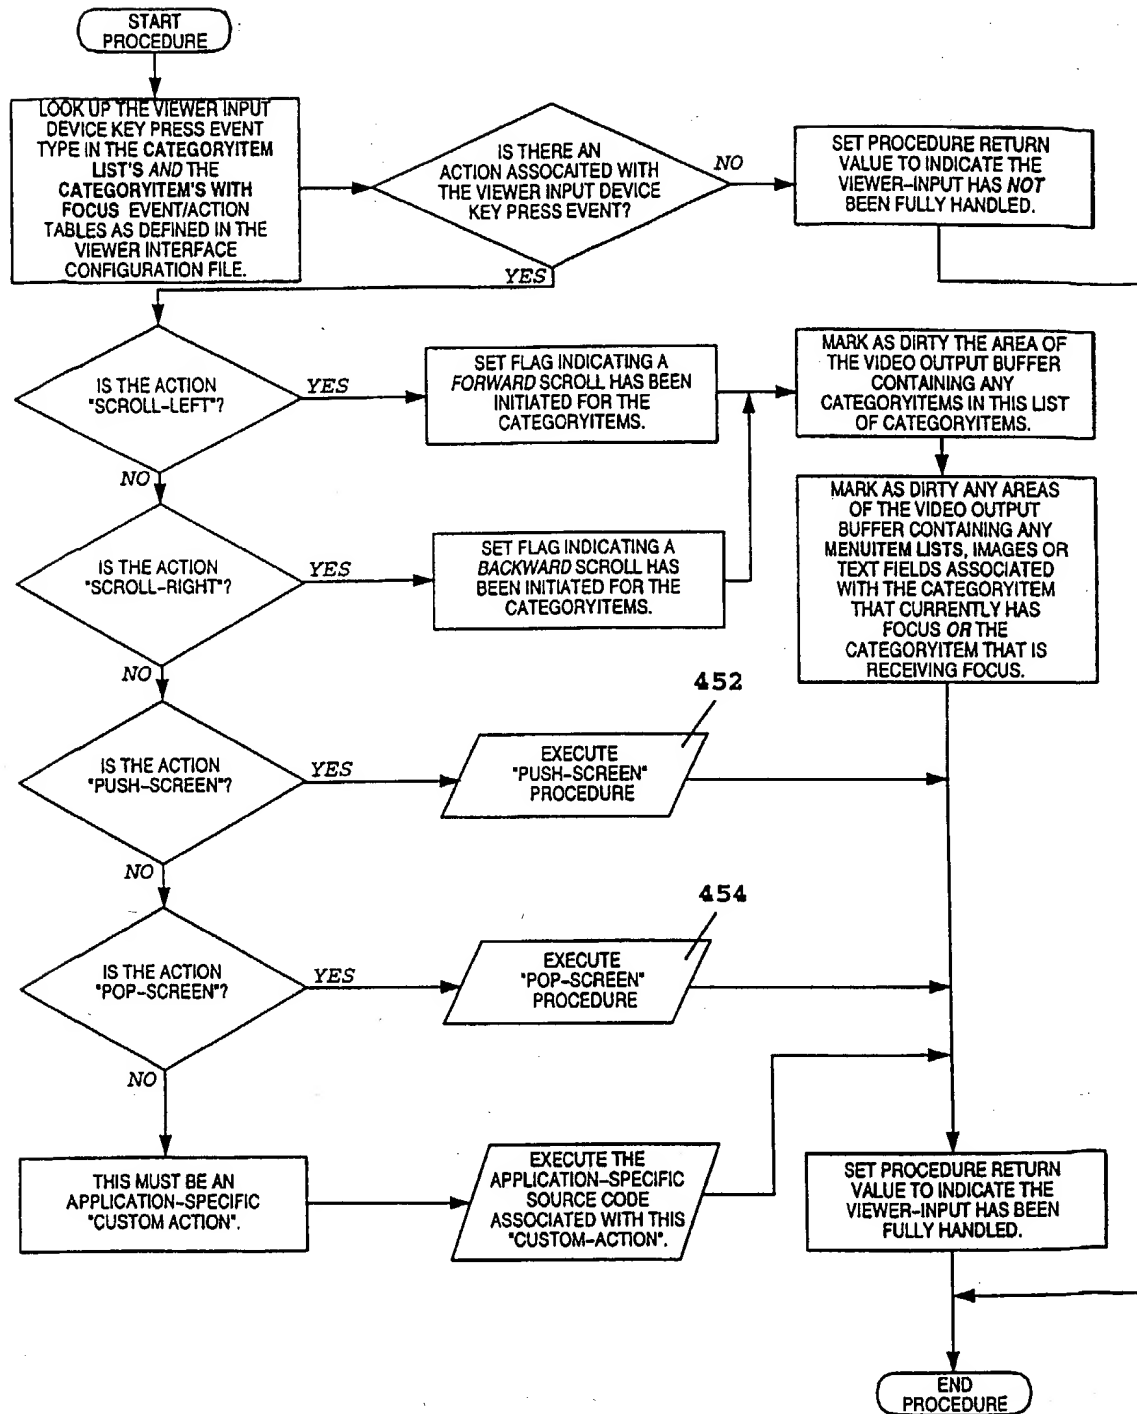 START
PROCEDURE
LOOK UP THE VIEWER INPUT
DEVICE KEY PRESS EVENT
TYPE IN THE CATEGORYITEM
LIST'S AND THE
CATEGORYITEM'S WITH
FOCUS EVENT/ACTION
TABLES AS DEFINED IN THE
VIEWER INTERFACE
CONFIGURATION FILE.
IS THERE AN
ACTION ASSOCAITED WITH
THE VIEWER INPUT DEVICE
KEY PRESS EVENT?
NO
SET PROCEDURE RETURN
VALUE TO INDICATE THE
VIEWER-INPUT HAS NOT
BEEN FULLY HANDLED.
YES
IS THE ACTION
"SCROLL-LEFT"?
YES
SET FLAG INDICATING A
FORWARD SCROLL HAS BEEN
INITIATED FOR THE
CATEGORYITEMS.
MARK AS DIRTY THE AREA OF
THE VIDEO OUTPUT BUFFER
CONTAINING ANY
CATEGORYITEMS IN THIS LIST
OF CATEGORYITEMS.
NO
IS THE ACTION
"SCROLL-RIGHT"?
YES
SET FLAG INDICATING A
BACKWARD SCROLL HAS
BEEN INITIATED FOR THE
CATEGORYITEMS.
MARK AS DIRTY ANY AREAS
OF THE VIDEO OUTPUT
BUFFER CONTAINING ANY
MENUITEM LISTS, IMAGES OR
TEXT FIELDS ASSOCIATED
WITH THE CATEGORYITEM
THAT CURRENTLY HAS
FOCUS OR THE
CATEGORYITEM THAT IS
RECEIVING FOCUS.
NO
IS THE ACTION
"PUSH-SCREEN"?
YES
452
EXECUTE
"PUSH-SCREEN"
PROCEDURE
NO
IS THE ACTION
"POP-SCREEN"?
YES
454
EXECUTE
"POP-SCREEN"
PROCEDURE
NO
THIS MUST BE AN
APPLICATION-SPECIFIC
"CUSTOM ACTION".
EXECUTE THE
APPLICATION-SPECIFIC
SOURCE CODE
ASSOCIATED WITH THIS
"CUSTOM-ACTION".
SET PROCEDURE RETURN
VALUE TO INDICATE THE
VIEWER-INPUT HAS BEEN
FULLY HANDLED.
END
PROCEDURE